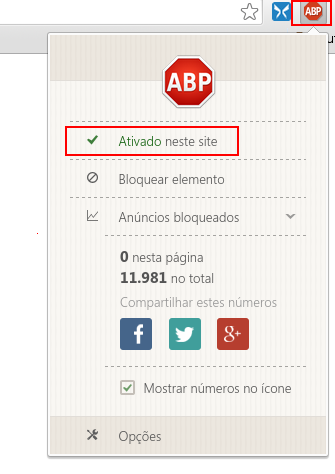 ABP
ABP
Ativado neste site
Bloquear elemento
Anúncios bloqueados
0 nesta página
11.981 no total
Compartilhar estes números
f
g+
Mostrar números no ícone
Opções